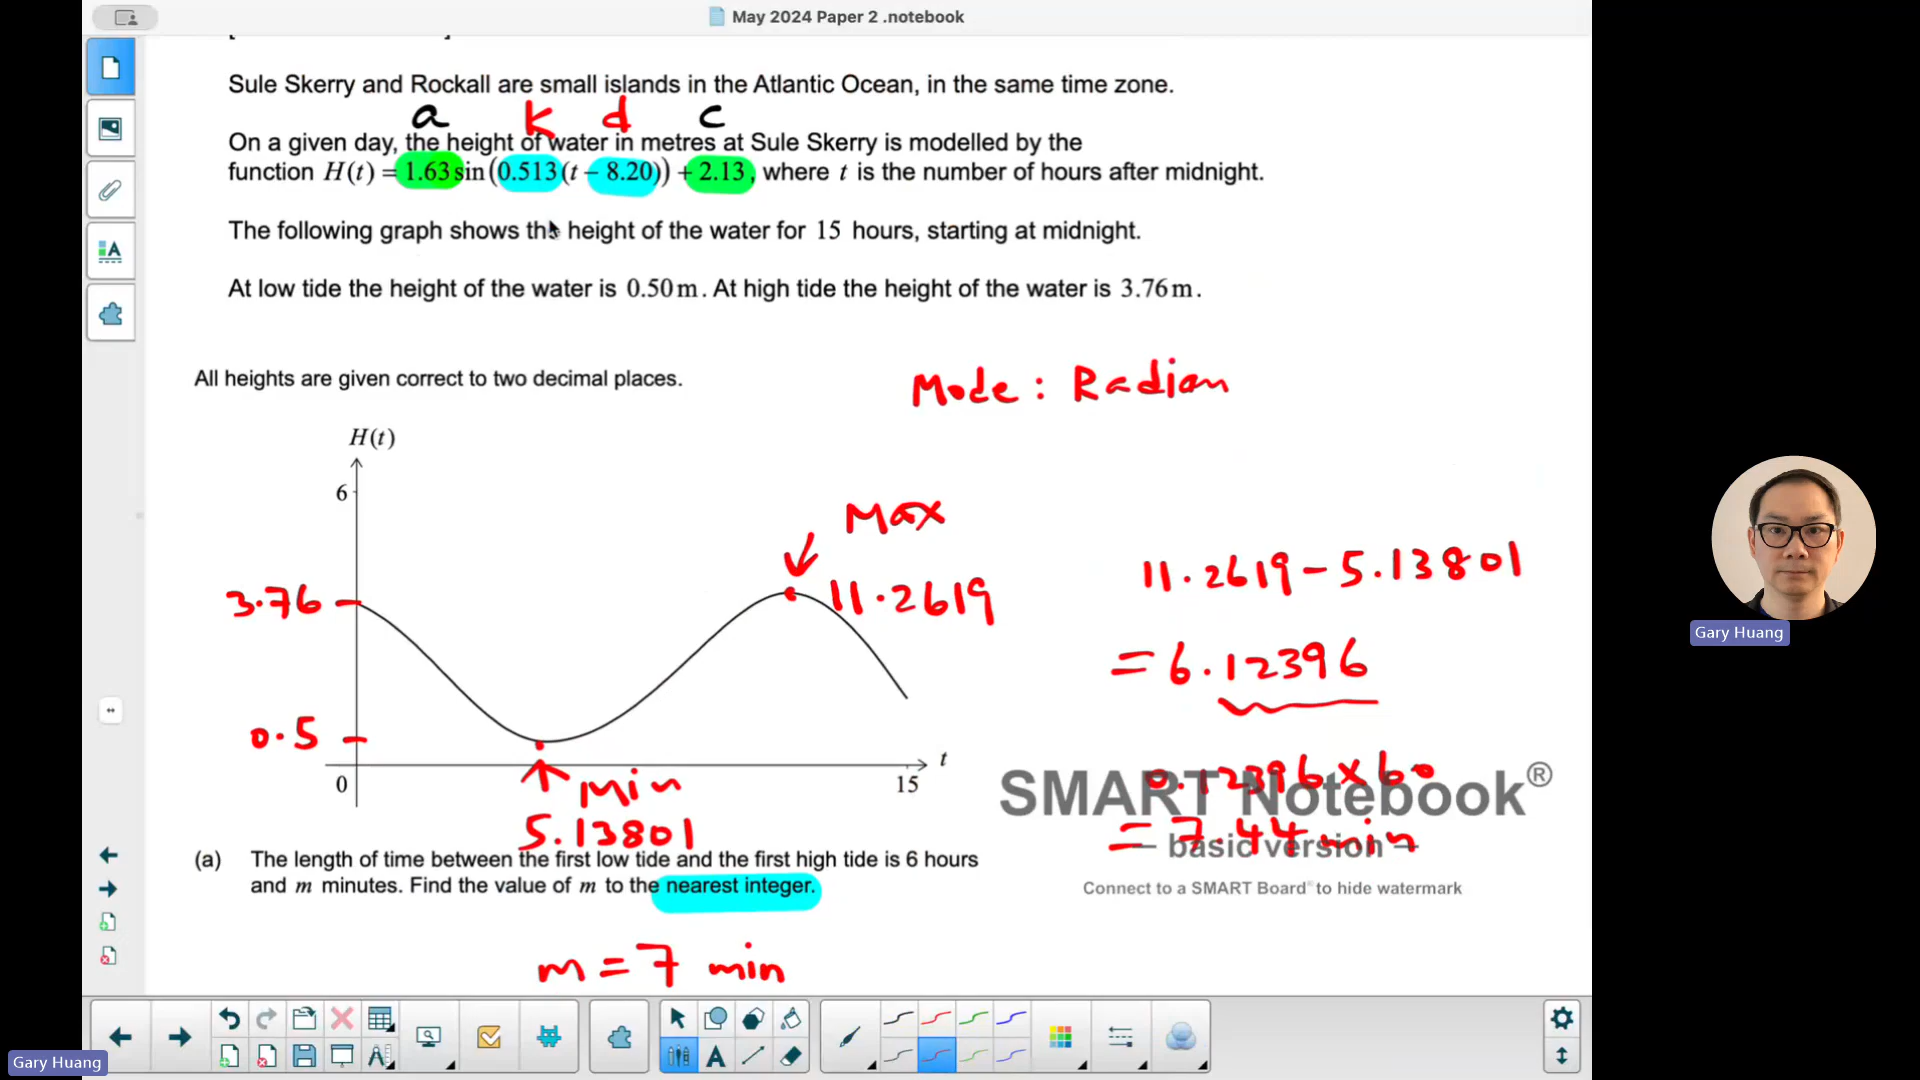 May 2024 Paper 2 .notebook
Sule Skerry and Rockall are small islands in the Atlantic Ocean, in the same time zone.
a k d c
On a given day, the height of water in metres at Sule Skerry is modelled by the
function H(t) = 1.63 sin(0.513(t − 8.20)) + 2.13, where t is the number of hours after midnight.
The following graph shows the height of the water for 15 hours, starting at midnight.
At low tide the height of the water is 0.50 m. At high tide the height of the water is 3.76 m.
All heights are given correct to two decimal places.
Mode: Radian
H(t)
6
Max
3.76
11.2619
11.2619 - 5.13801
= 6.12396
0.5
0
15
t
Min
5.13801
0.12396 x 60
= 7.44 min
SMART Notebook®
– basic version –
Connect to a SMART Board® to hide watermark
(a) The length of time between the first low tide and the first high tide is 6 hours
and m minutes. Find the value of m to the nearest integer.
m = 7 min
Gary Huang
Gary Huang